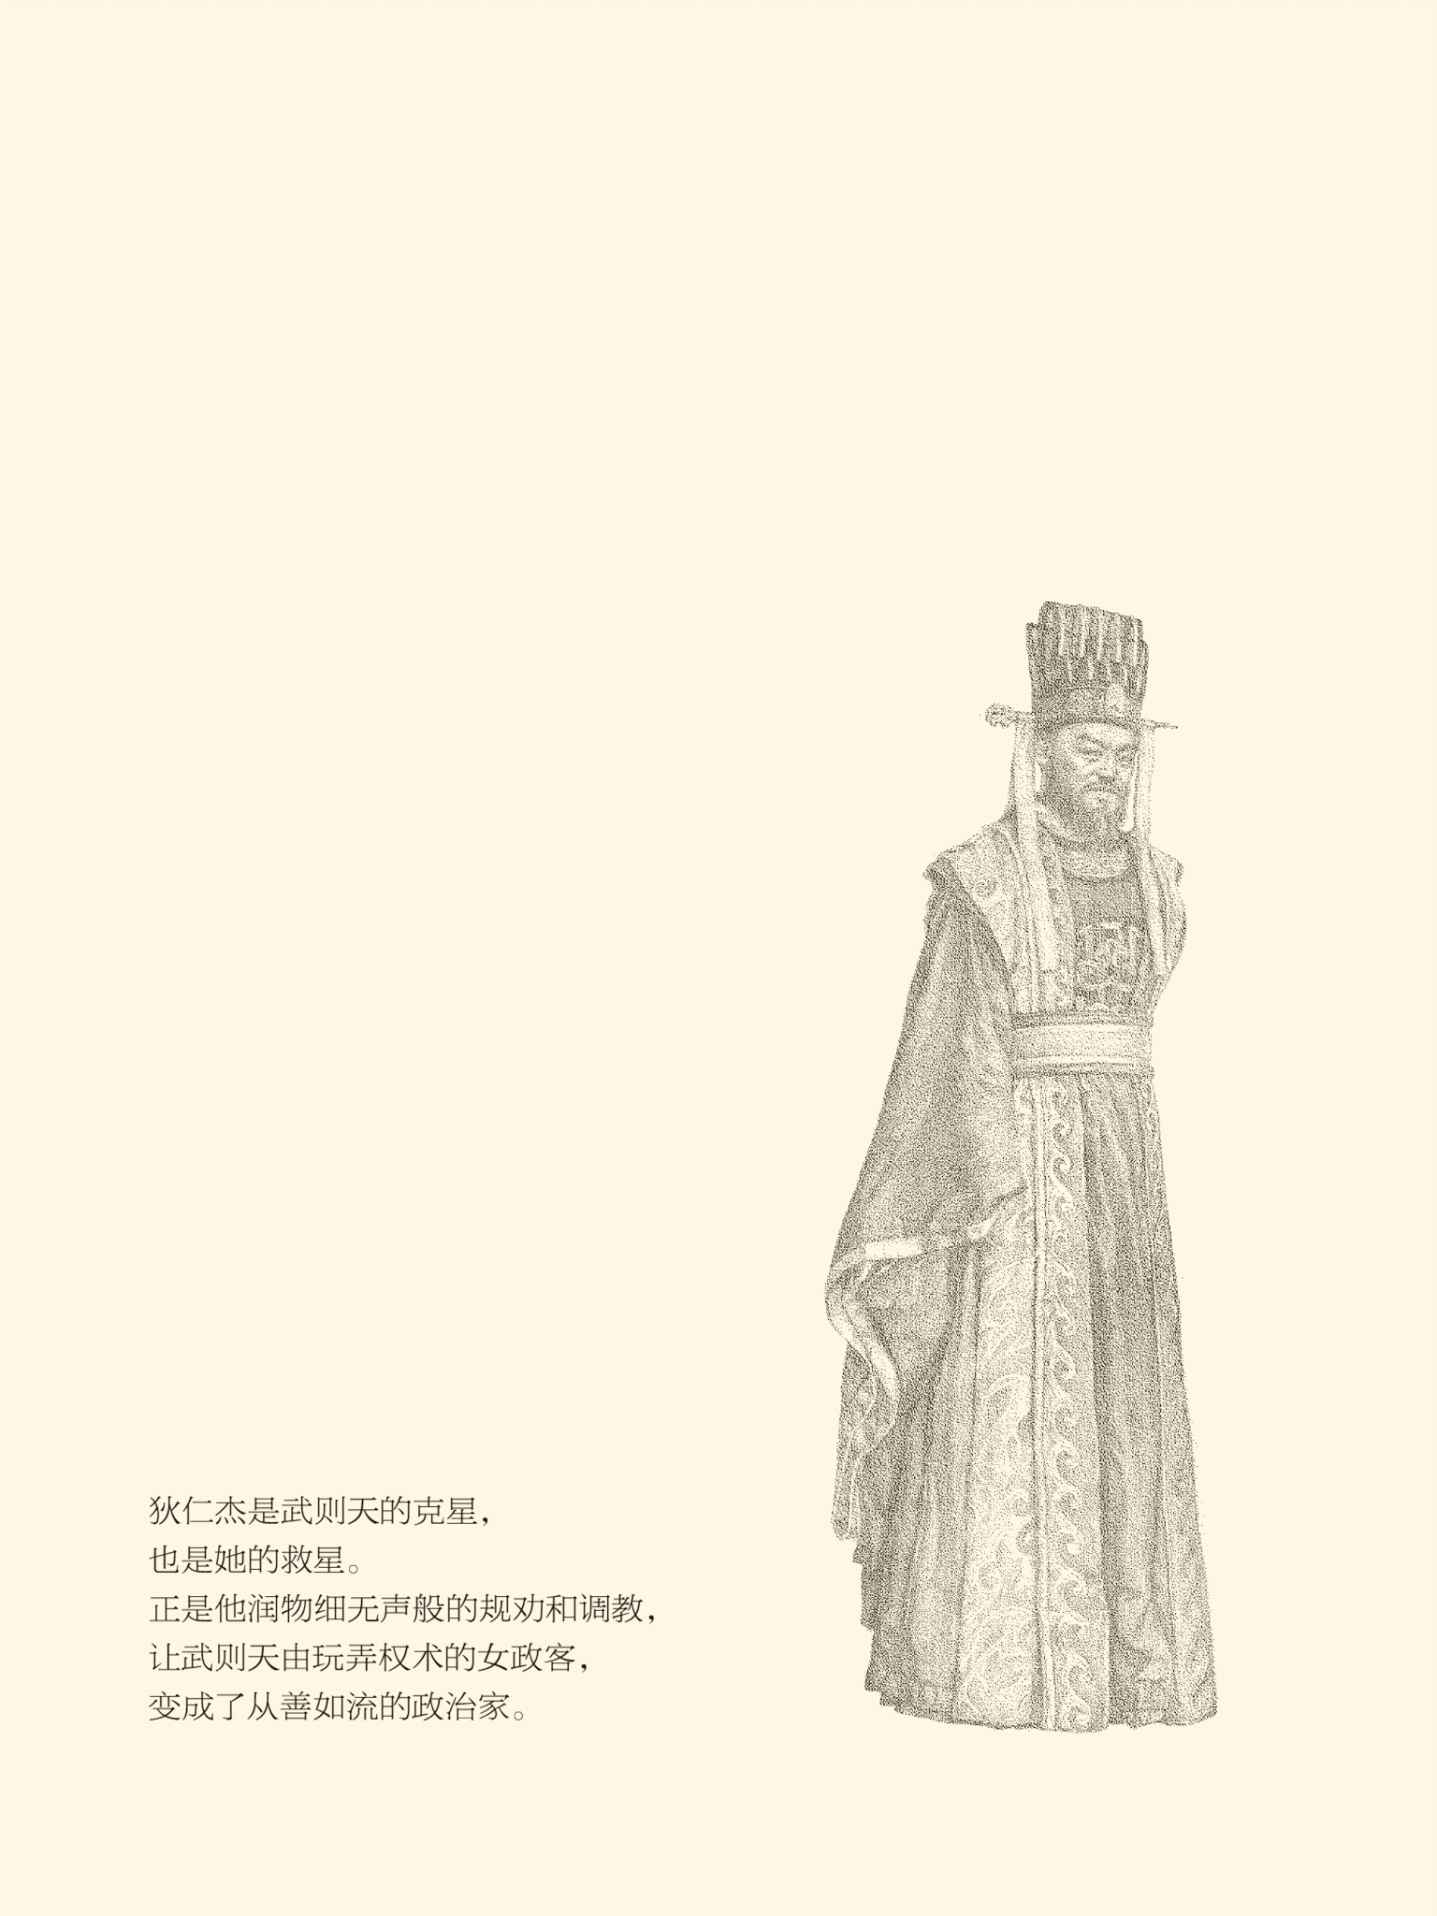 狄仁杰是武则天的克星，
也是她的救星。
正是他润物细无声般的规劝和调教，
让武则天由玩弄权术的女政客，
变成了从善如流的政治家。